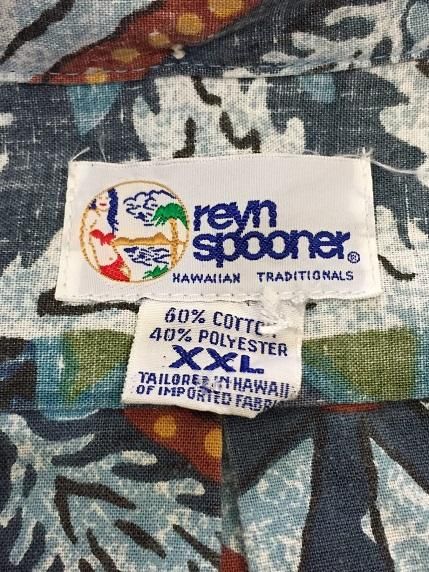 reyn
spooner®
HAWAIIAN TRADITIONALS
60% COTTON
40% POLYESTER
XXL
TAILORED IN HAWAII
OF IMPORTED FABRIC